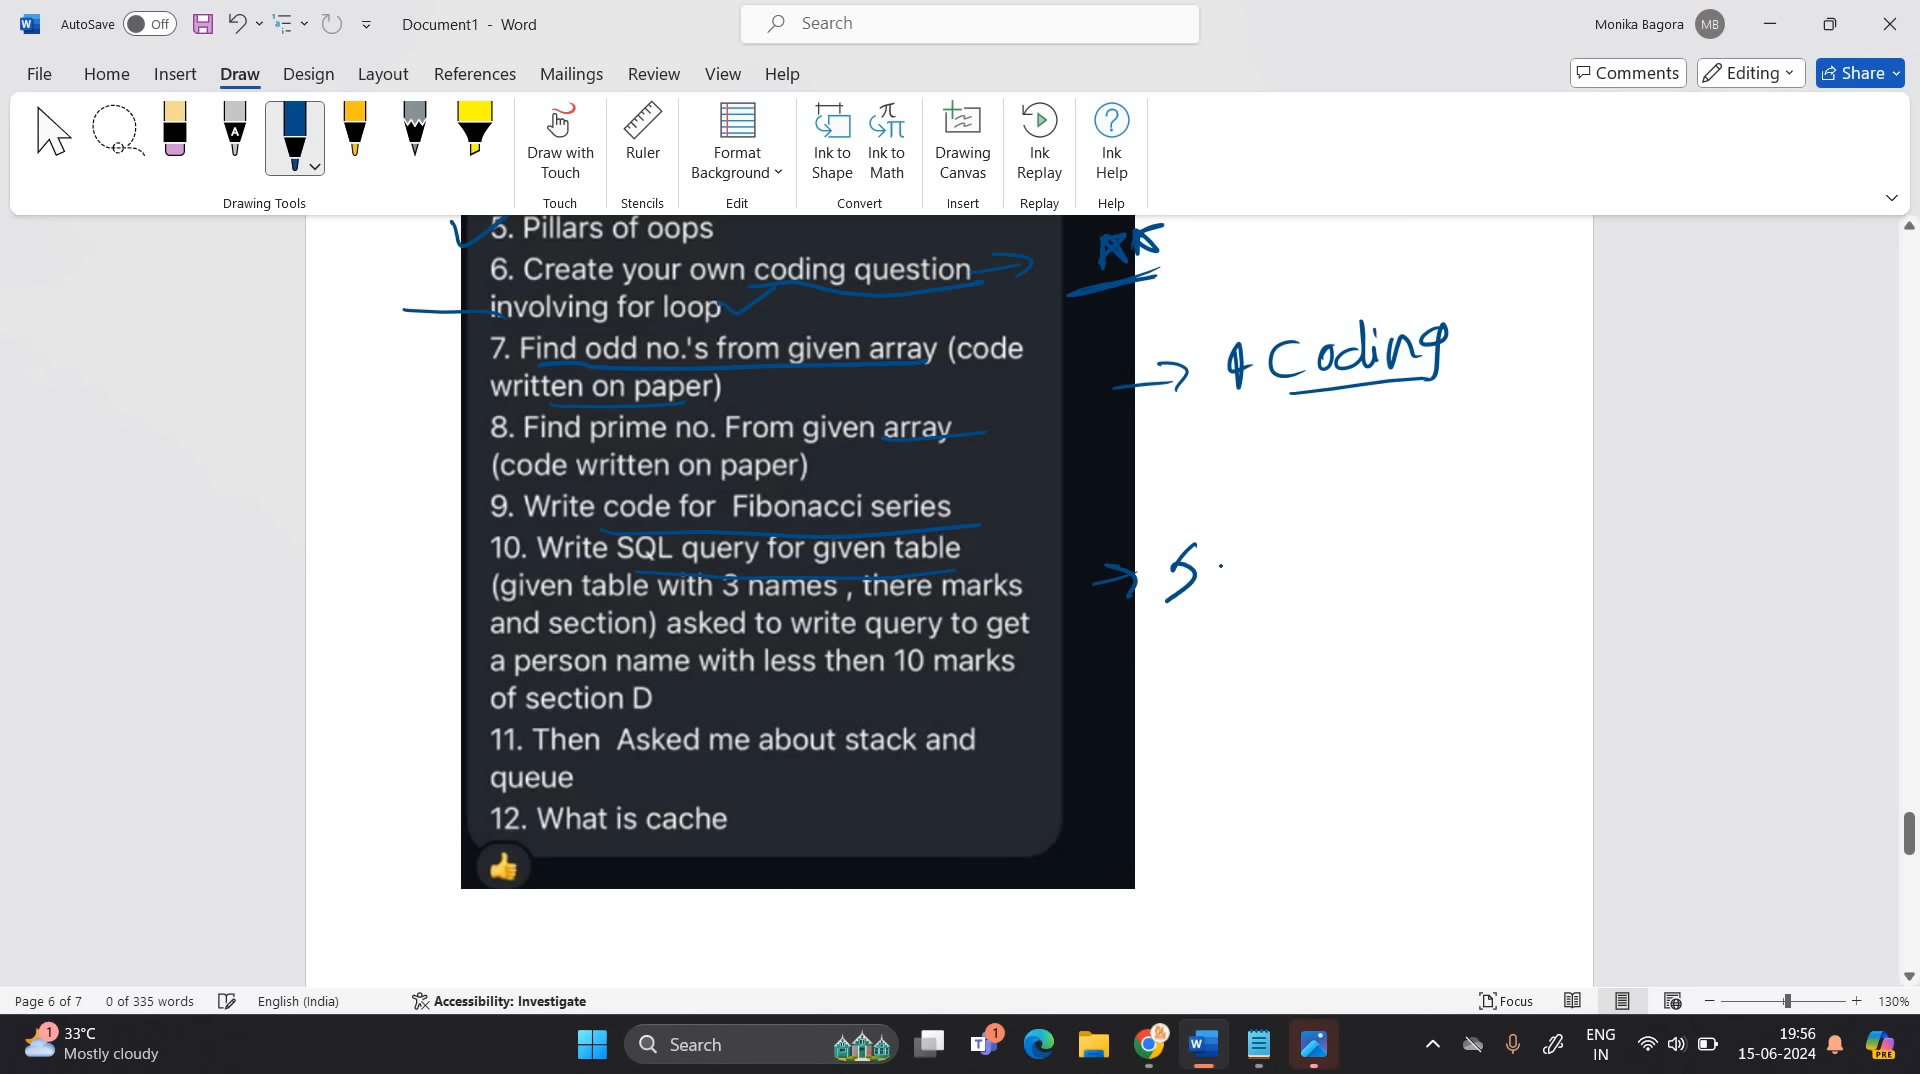 AutoSave Off Document1 - Word Search Monika Bagora MB
File Home Insert Draw Design Layout References Mailings Review View Help Comments Editing Share
A
Draw with Touch
Ruler
Format Background
Ink to Shape
Ink to Math
Drawing Canvas
Ink Replay
Ink Help
Drawing Tools Touch Stencils Edit Convert Insert Replay Help
5. Pillars of oops
6. Create your own coding question
involving for loop
7. Find odd no.'s from given array (code
written on paper)
Coding
8. Find prime no. From given array
(code written on paper)
9. Write code for Fibonacci series
10. Write SQL query for given table
(given table with 3 names , there marks
S
and section) asked to write query to get
a person name with less then 10 marks
of section D
11. Then Asked me about stack and
queue
12. What is cache
Page 6 of 7 0 of 335 words English (India) Accessibility: Investigate Focus 130%
1 33°C
Mostly cloudy
Search
1
ENG
IN
19:56
15-06-2024
PRE